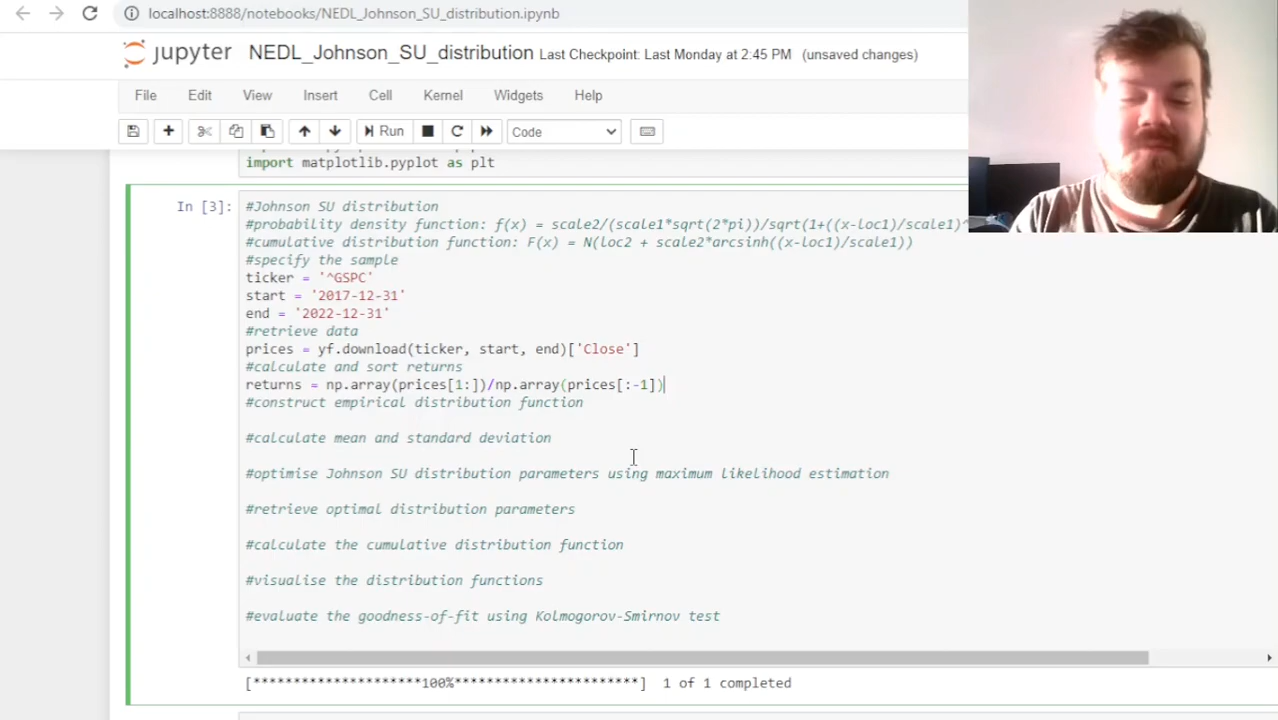 localhost:8888/notebooks/NEDL_Johnson_SU_distribution.ipynb
jupyter NEDL_Johnson_SU_distribution Last Checkpoint: Last Monday at 2:45 PM (unsaved changes)
File Edit View Insert Cell Kernel Widgets Help
Run Code
import matplotlib.pyplot as plt
In [3]:
#Johnson SU distribution
#probability density function: f(x) = scale2/(scale1*sqrt(2*pi))/sqrt(1+((x-loc1)/scale1)^
#cumulative distribution function: F(x) = N(loc2 + scale2*arcsinh((x-loc1)/scale1))
#specify the sample
ticker = '^GSPC'
start = '2017-12-31'
end = '2022-12-31'
#retrieve data
prices = yf.download(ticker, start, end)['Close']
#calculate and sort returns
returns = np.array(prices[1:])/np.array(prices[:-1])
#construct empirical distribution function
#calculate mean and standard deviation
#optimise Johnson SU distribution parameters using maximum likelihood estimation
#retrieve optimal distribution parameters
#calculate the cumulative distribution function
#visualise the distribution functions
#evaluate the goodness-of-fit using Kolmogorov-Smirnov test
[*********************100%***********************] 1 of 1 completed